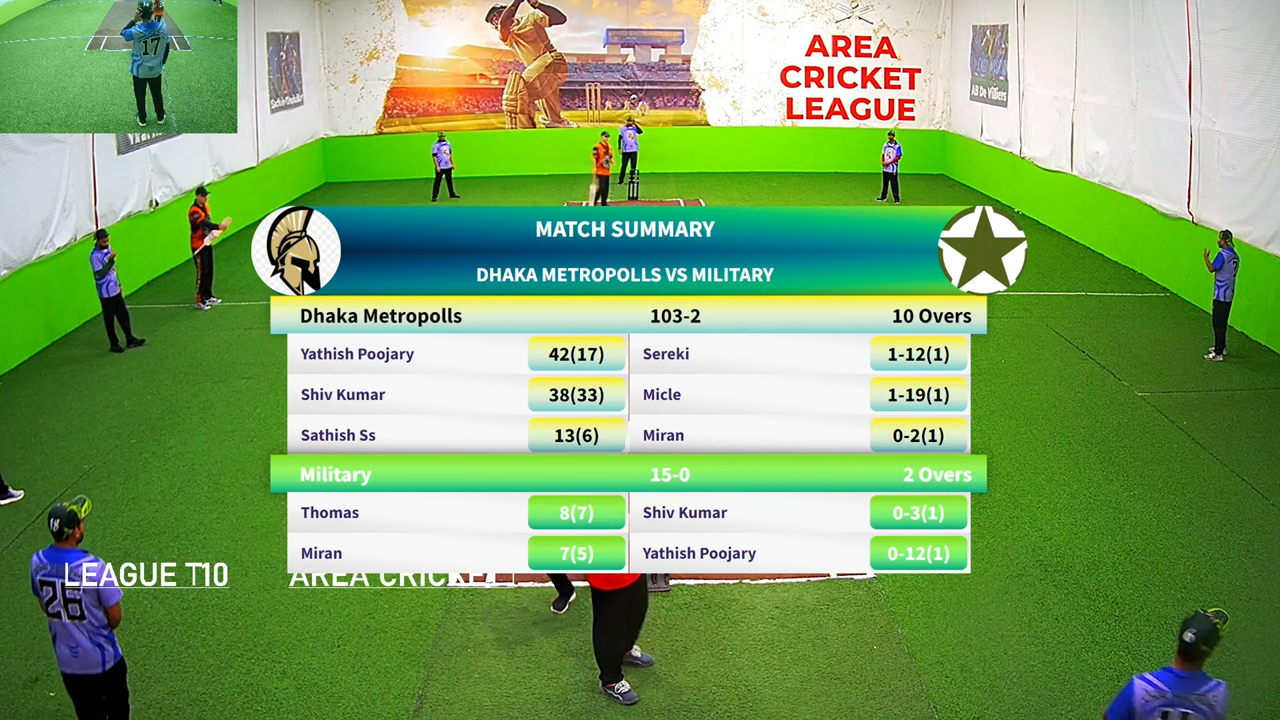 17
AREA
CRICKET
LEAGUE
AB De Villiers
MATCH SUMMARY
DHAKA METROPOLLS VS MILITARY
Dhaka Metropolls 103-2 10 Overs
Yathish Poojary 42(17) Sereki 1-12(1)
Shiv Kumar 38(33) Micle 1-19(1)
Sathish Ss 13(6) Miran 0-2(1)
Military 15-0 2 Overs
Thomas 8(7) Shiv Kumar 0-3(1)
Miran 7(5) Yathish Poojary 0-12(1)
LEAGUE T10 AREA CRICKET
26